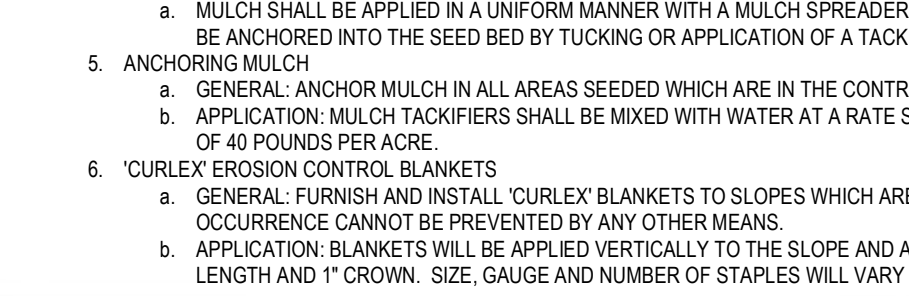 a. MULCH SHALL BE APPLIED IN A UNIFORM MANNER WITH A MULCH SPREADER
BE ANCHORED INTO THE SEED BED BY TUCKING OR APPLICATION OF A TACK
5. ANCHORING MULCH
a. GENERAL: ANCHOR MULCH IN ALL AREAS SEEDED WHICH ARE IN THE CONTR
b. APPLICATION: MULCH TACKIFIERS SHALL BE MIXED WITH WATER AT A RATE S
OF 40 POUNDS PER ACRE.
6. 'CURLEX' EROSION CONTROL BLANKETS
a. GENERAL: FURNISH AND INSTALL 'CURLEX' BLANKETS TO SLOPES WHICH ARE
OCCURRENCE CANNOT BE PREVENTED BY ANY OTHER MEANS.
b. APPLICATION: BLANKETS WILL BE APPLIED VERTICALLY TO THE SLOPE AND A
LENGTH AND 1" CROWN. SIZE, GAUGE AND NUMBER OF STAPLES WILL VARY